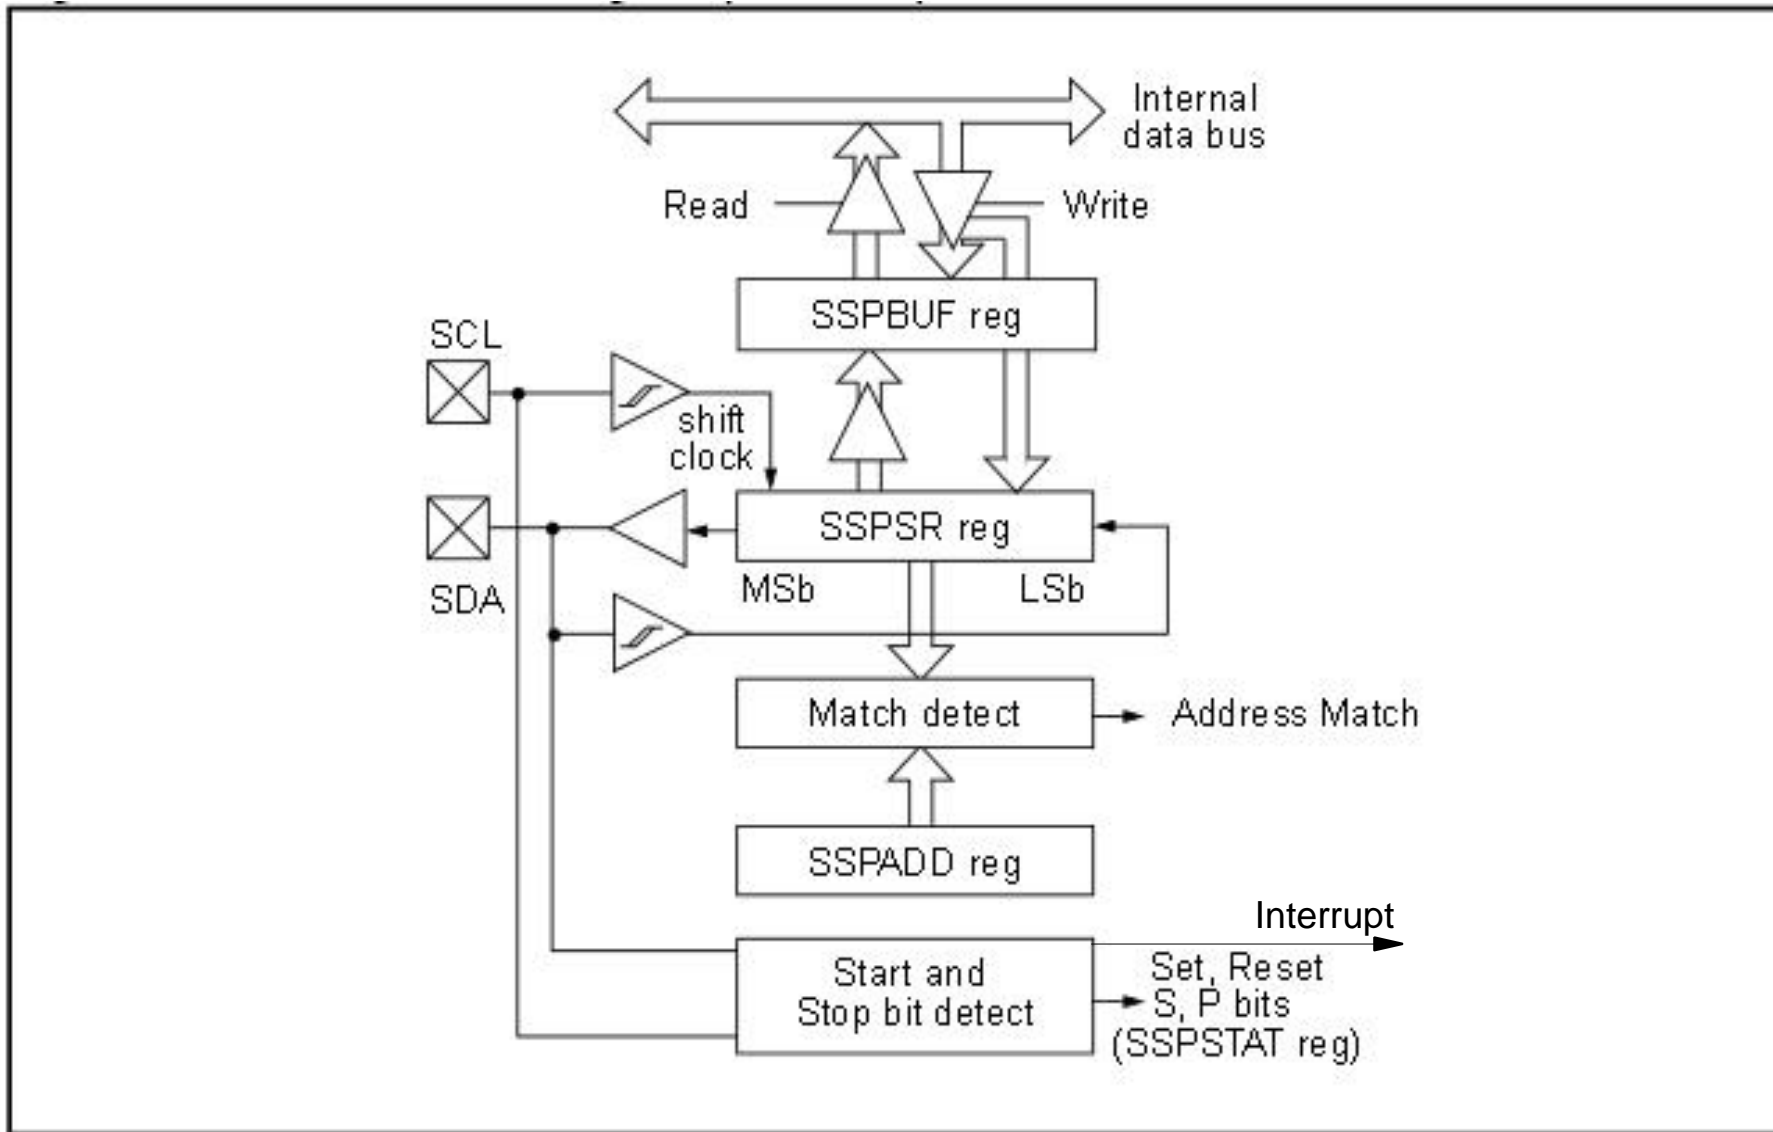 Internal
data bus
Read
Write
SSPBUF reg
SCL
shift
clock
SSPSR reg
SDA
MSb
LSb
Match detect
Address Match
SSPADD reg
Interrupt
Start and
Stop bit detect
Set, Reset
S, P bits
(SSPSTAT reg)